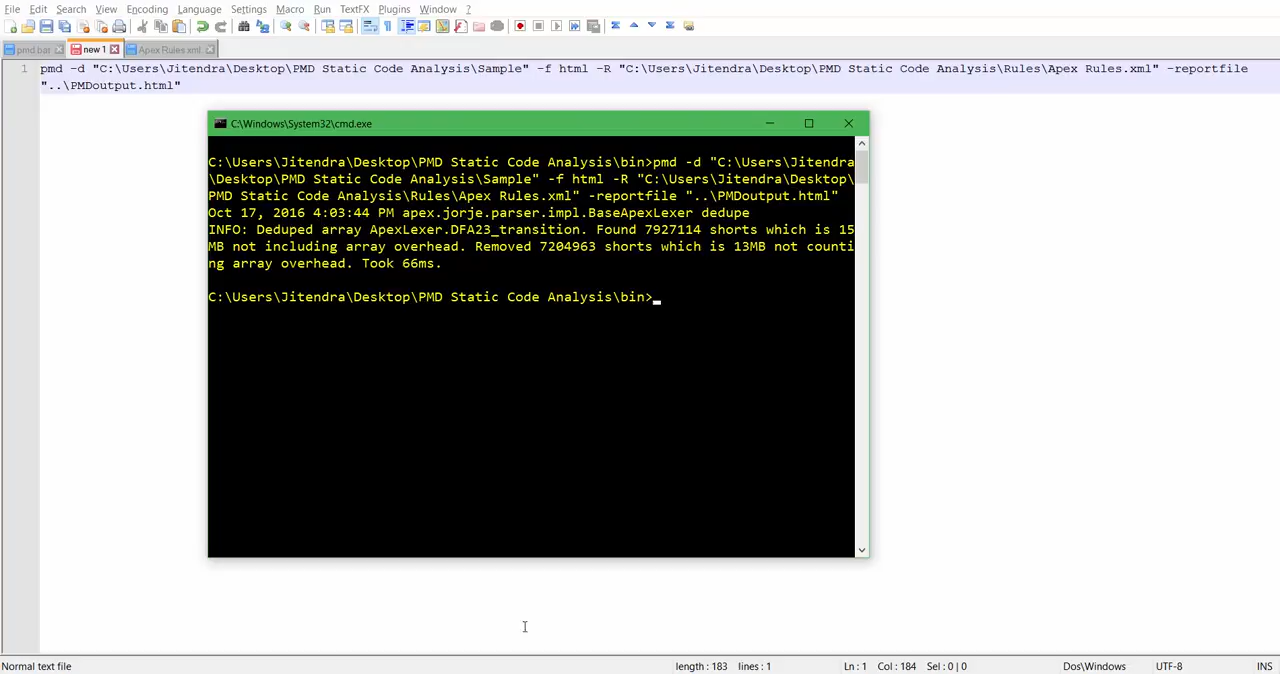 File Edit Search View Encoding Language Settings Macro Run TextFX Plugins Window ?
pmd.bat new 1 Apex Rules.xml
1 pmd -d "C:\Users\Jitendra\Desktop\PMD Static Code Analysis\Sample" -f html -R "C:\Users\Jitendra\Desktop\PMD Static Code Analysis\Rules\Apex Rules.xml" -reportfile
"..\PMDoutput.html"
C:\Windows\System32\cmd.exe
C:\Users\Jitendra\Desktop\PMD Static Code Analysis\bin>pmd -d "C:\Users\Jitendra
\Desktop\PMD Static Code Analysis\Sample" -f html -R "C:\Users\Jitendra\Desktop\
PMD Static Code Analysis\Rules\Apex Rules.xml" -reportfile "..\PMDoutput.html"
Oct 17, 2016 4:03:44 PM apex.jorje.parser.impl.BaseApexLexer dedupe
INFO: Deduped array ApexLexer.DFA23_transition. Found 7927114 shorts which is 15
MB not including array overhead. Removed 7204963 shorts which is 13MB not counti
ng array overhead. Took 66ms.
C:\Users\Jitendra\Desktop\PMD Static Code Analysis\bin>
Normal text file length : 183 lines : 1 Ln : 1 Col : 184 Sel : 0 | 0 Dos\Windows UTF-8 INS